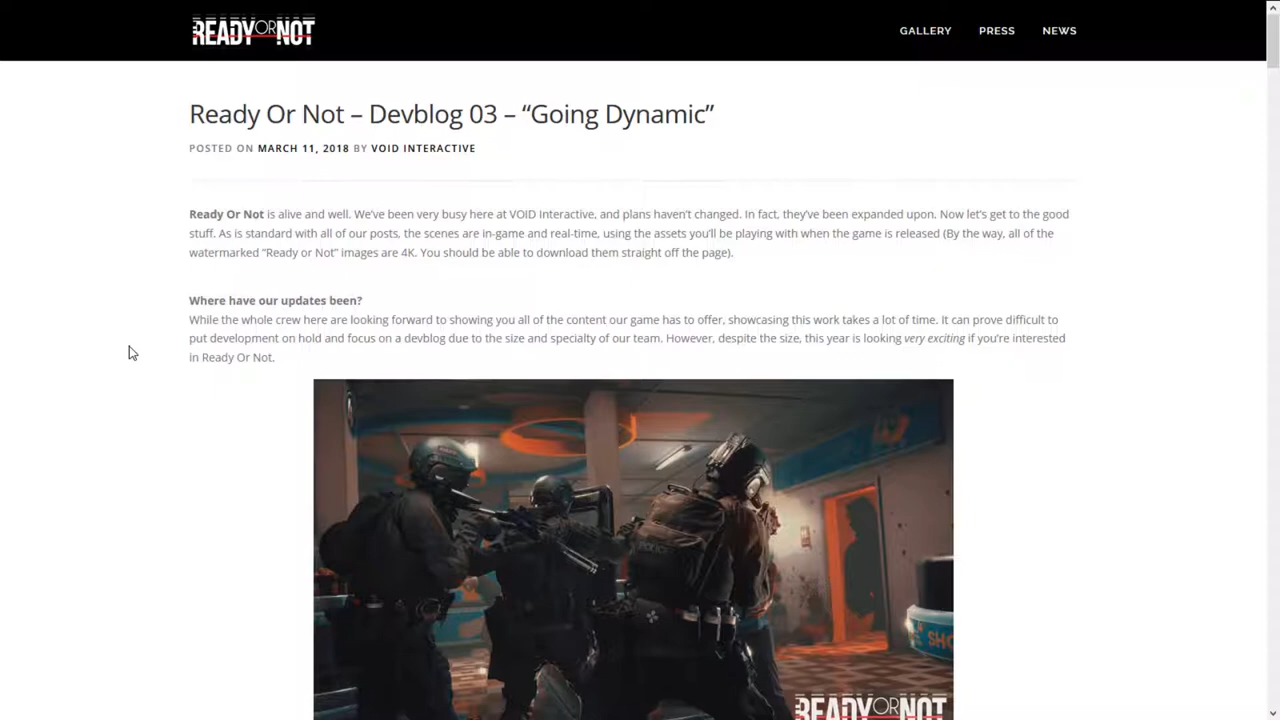 READY OR NOT
GALLERY PRESS NEWS
Ready Or Not – Devblog 03 – “Going Dynamic”
POSTED ON MARCH 11, 2018 BY VOID INTERACTIVE
Ready Or Not is alive and well. We’ve been very busy here at VOID Interactive, and plans haven’t changed. In fact, they’ve been expanded upon. Now let’s get to the good
stuff. As is standard with all of our posts, the scenes are in-game and real-time, using the assets you’ll be playing with when the game is released (By the way, all of the
watermarked “Ready or Not” images are 4K. You should be able to download them straight off the page).
Where have our updates been?
While the whole crew here are looking forward to showing you all of the content our game has to offer, showcasing this work takes a lot of time. It can prove difficult to
put development on hold and focus on a devblog due to the size and specialty of our team. However, despite the size, this year is looking very exciting if you’re interested
in Ready Or Not.
POLICE
SHO
READY OR NOT